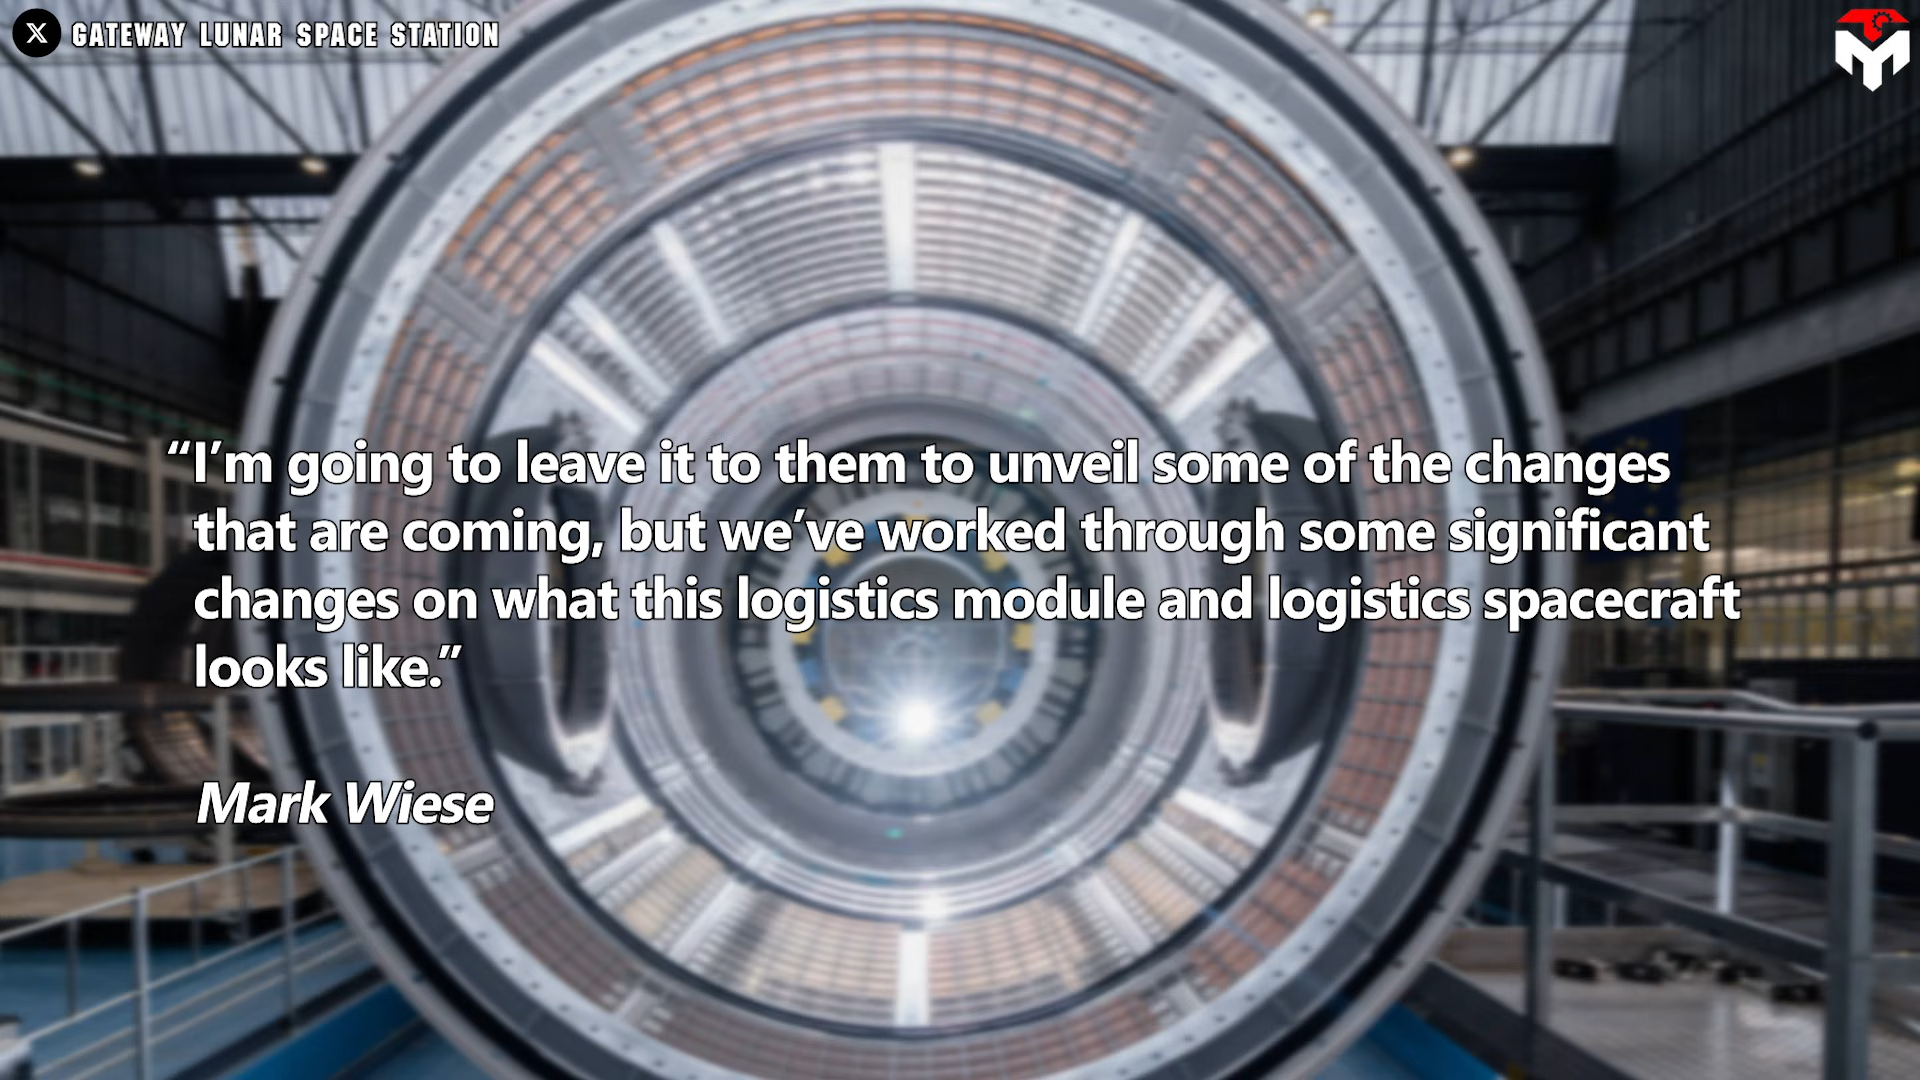 X GATEWAY LUNAR SPACE STATION
“I’m going to leave it to them to unveil some of the changes
that are coming, but we’ve worked through some significant
changes on what this logistics module and logistics spacecraft
looks like.”
Mark Wiese